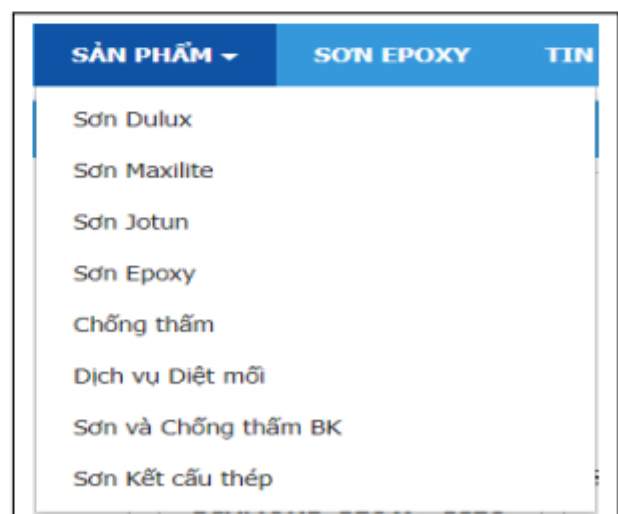 SẢN PHẨM SƠN EPOXY TIN
Sơn Dulux
Sơn Maxilite
Sơn Jotun
Sơn Epoxy
Chống thấm
Dịch vụ Diệt mối
Sơn và Chống thấm BK
Sơn Kết cấu thép